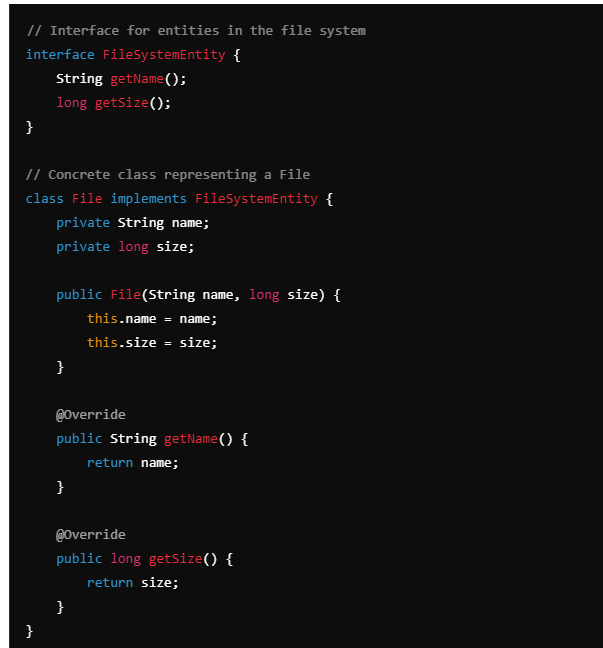 // Interface for entities in the file system
interface FileSystemEntity {
    String getName();
    long getSize();
}

// Concrete class representing a File
class File implements FileSystemEntity {
    private String name;
    private long size;

    public File(String name, long size) {
        this.name = name;
        this.size = size;
    }

    @Override
    public String getName() {
        return name;
    }

    @Override
    public long getSize() {
        return size;
    }
}